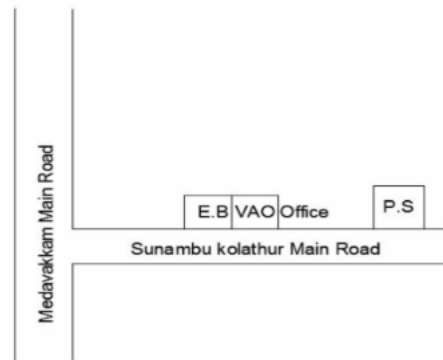 Medavakkam Main Road
E.B VAO Office
P.S
Sunambu kolathur Main Road